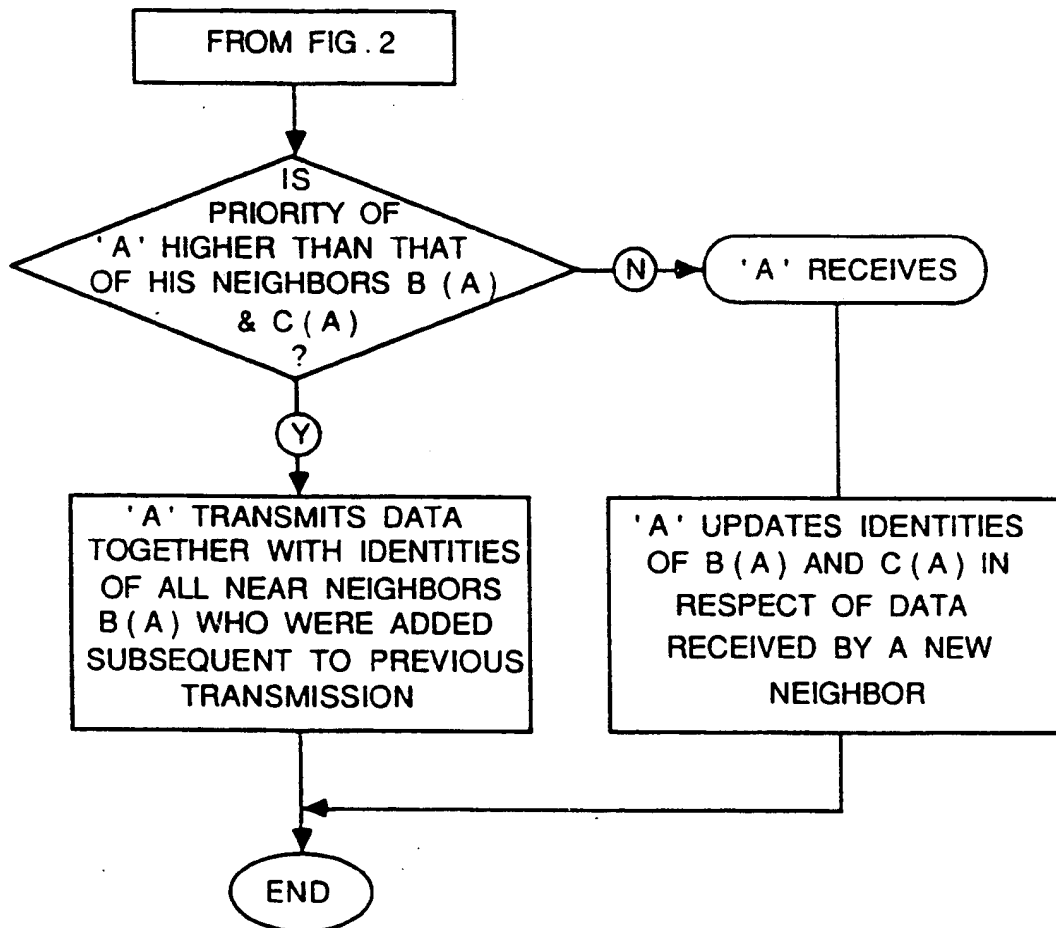 FROM FIG. 2
IS
PRIORITY OF
'A' HIGHER THAN THAT
OF HIS NEIGHBORS B (A)
& C(A)
?
N
'A' RECEIVES
Y
'A' TRANSMITS DATA
TOGETHER WITH IDENTITIES
OF ALL NEAR NEIGHBORS
B(A) WHO WERE ADDED
SUBSEQUENT TO PREVIOUS
TRANSMISSION
'A' UPDATES IDENTITIES
OF B(A) AND C(A) IN
RESPECT OF DATA
RECEIVED BY A NEW
NEIGHBOR
END